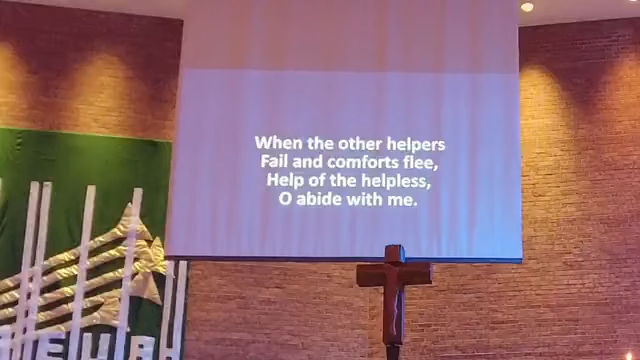 When the other helpers
Fail and comforts flee,
Help of the helpless,
O abide with me.